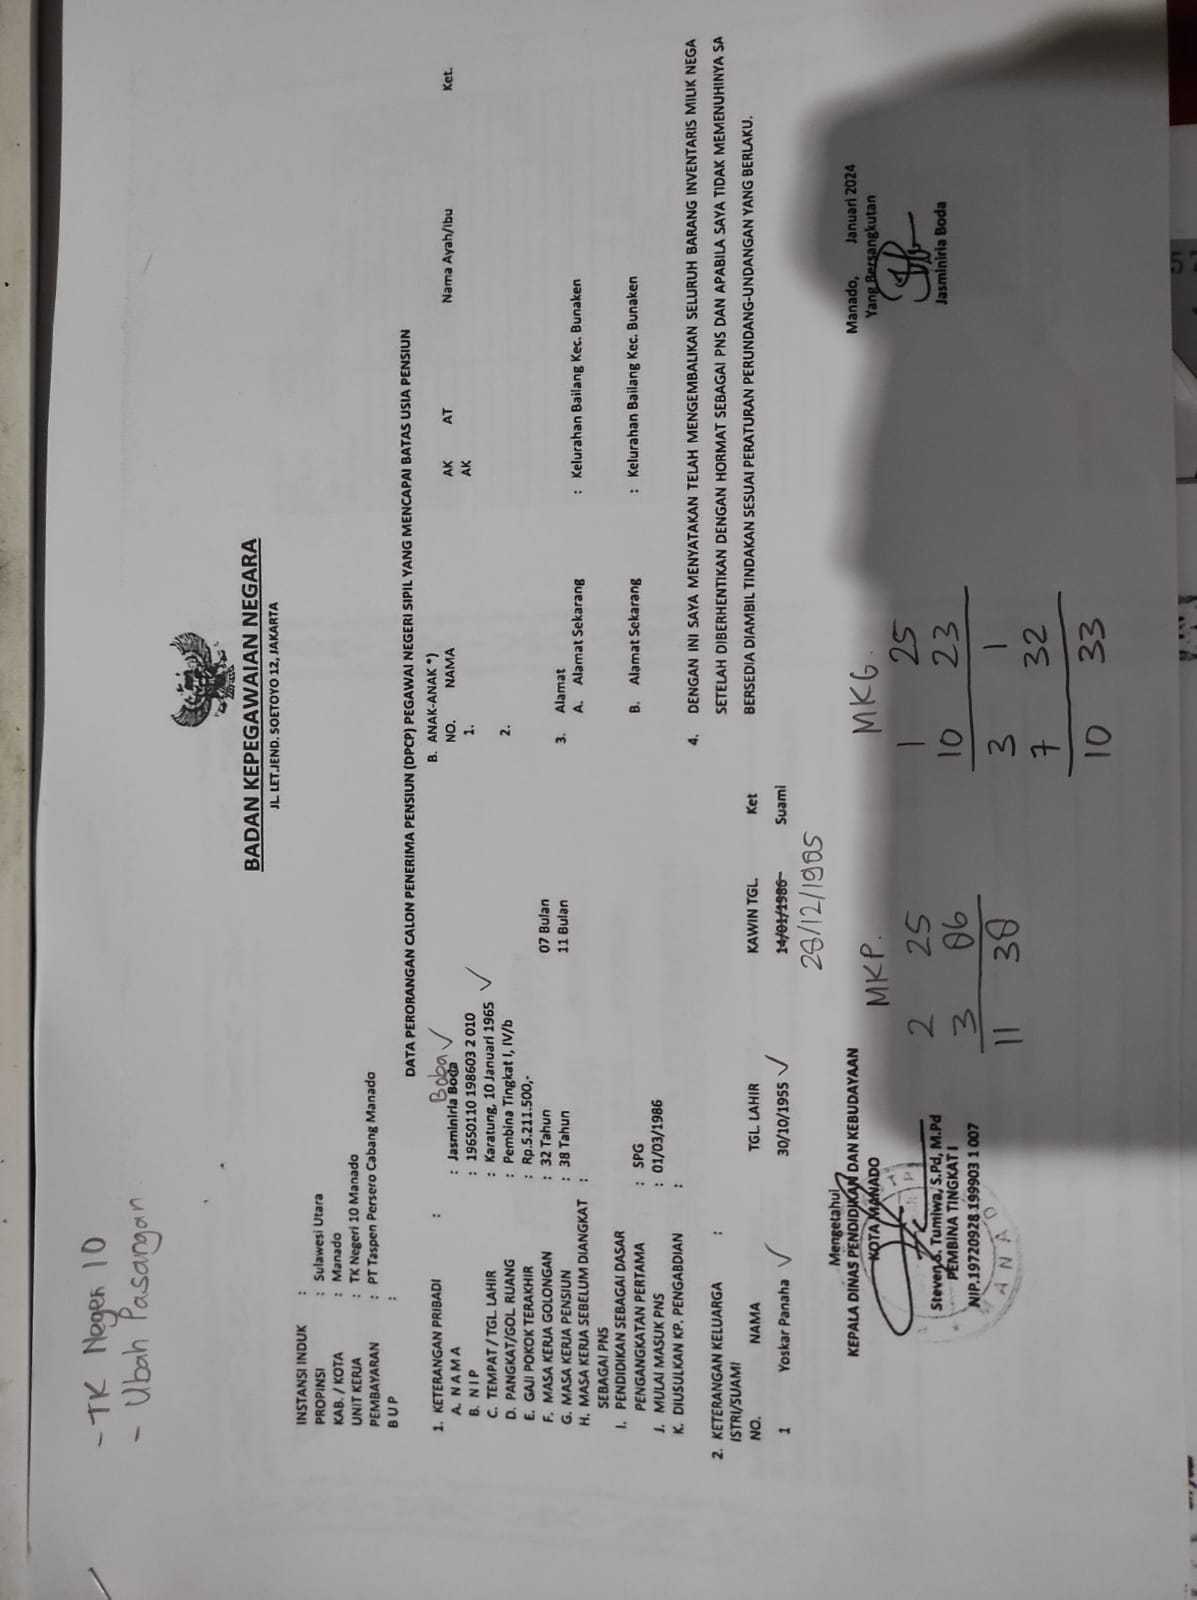 - TK Negeri 10
- Ubah Pasangan
BADAN KEPEGAWAIAN NEGARA
JL. LETJEND. SOETOYO 12, JAKARTA
INSTANSI INDUK :
PROPINSI : Sulawesi Utara
KAB. / KOTA : Manado
UNIT KERJA : TK Negeri 10 Manado
PEMBAYARAN : PT Taspen Persero Cabang Manado
B U P :
DATA PERORANGAN CALON PENERIMA PENSIUN (DPCP) PEGAWAI NEGERI SIPIL YANG MENCAPAI BATAS USIA PENSIUN
1. KETERANGAN PRIBADI :
Boba ✓
A. N A M A : Jasminiria Boda
B. N I P : 19650110 198603 2 010
C. TEMPAT / TGL. LAHIR : Karatung, 10 Januari 1965 ✓
D. PANGKAT/GOL. RUANG : Pembina Tingkat I, IV/b
E. GAJI POKOK TERAKHIR : Rp.5.211.500,-
F. MASA KERJA GOLONGAN : 32 Tahun 07 Bulan
G. MASA KERJA PENSIUN : 38 Tahun 11 Bulan
H. MASA KERJA SEBELUM DIANGKAT :
SEBAGAI PNS
I. PENDIDIKAN SEBAGAI DASAR
PENGANGKATAN PERTAMA : SPG
J. MULAI MASUK PNS : 01/03/1986
K. DIUSULKAN KP. PENGABDIAN :
2. KETERANGAN KELUARGA :
ISTRI/SUAMI
NO. NAMA TGL. LAHIR KAWIN TGL. Ket
1 Yoskar Panaha ✓ 30/10/1955 ✓ 14/01/1986 Suami
28/12/1985
B. ANAK-ANAK *)
NO. NAMA AK AT Nama Ayah/Ibu Ket.
1. AK
2.
3. Alamat
A. Alamat Sekarang : Kelurahan Bailang Kec. Bunaken
B. Alamat Sekarang : Kelurahan Bailang Kec. Bunaken
4. DENGAN INI SAYA MENYATAKAN TELAH MENGEMBALIKAN SELURUH BARANG INVENTARIS MILIK NEGA
SETELAH DIBERHENTIKAN DENGAN HORMAT SEBAGAI PNS DAN APABILA SAYA TIDAK MEMENUHINYA SA
BERSEDIA DIAMBIL TINDAKAN SESUAI PERATURAN PERUNDANG-UNDANGAN YANG BERLAKU.
Mengetahui
KEPALA DINAS PENDIDIKAN DAN KEBUDAYAAN
KOTA MANADO
Steven S. Tumiwa, S.Pd, M.Pd
PEMBINA TINGKAT I
NIP.19720928 199903 1 007
MKP.
2 25
3 86
11 38
MKG.
1 25
10 23
3 1
7 32
10 33
Manado, Januari 2024
Yang Bersangkutan
Jasminiria Boda